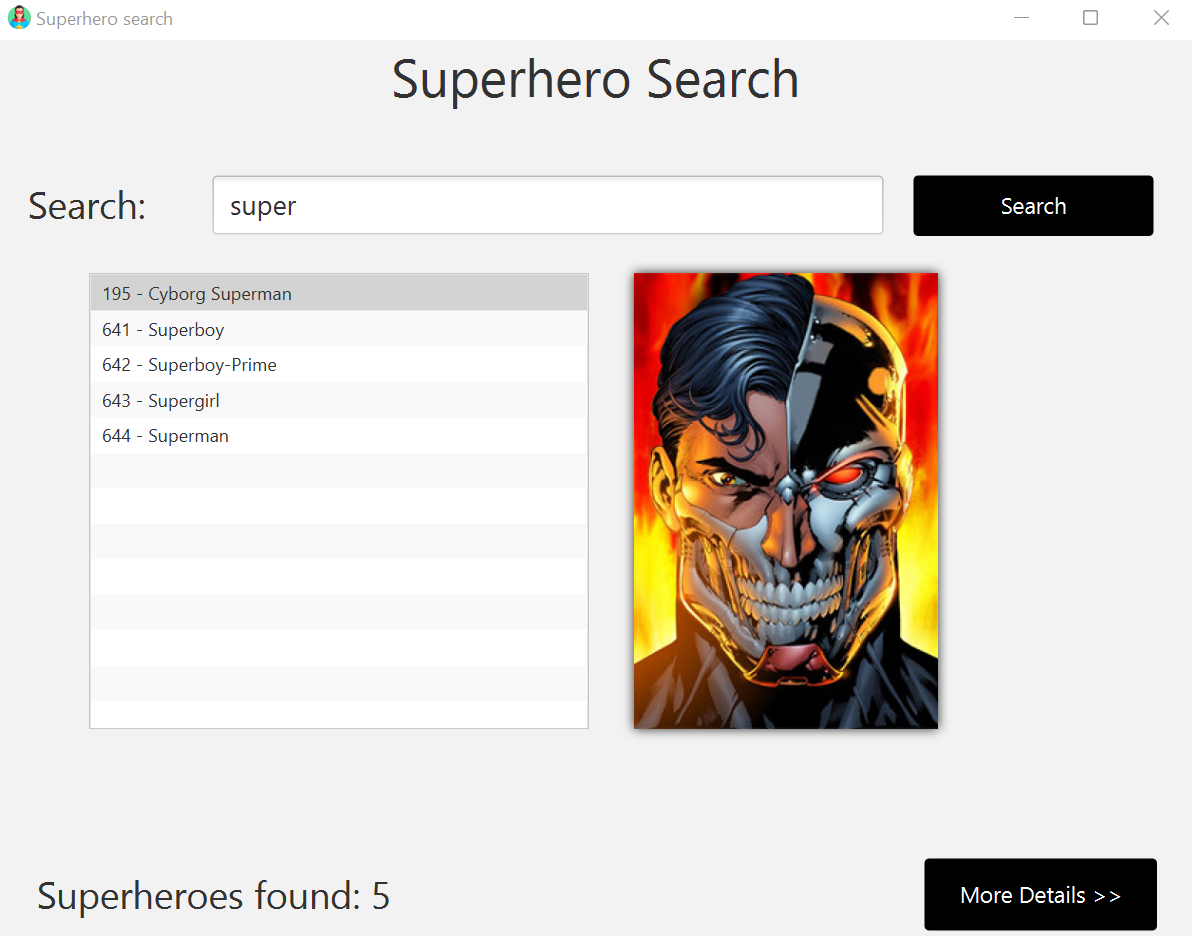 Superhero search
Superhero Search
Search:
super
Search
195 - Cyborg Superman
641 - Superboy
642 - Superboy-Prime
643 - Supergirl
644 - Superman
Superheroes found: 5
More Details >>